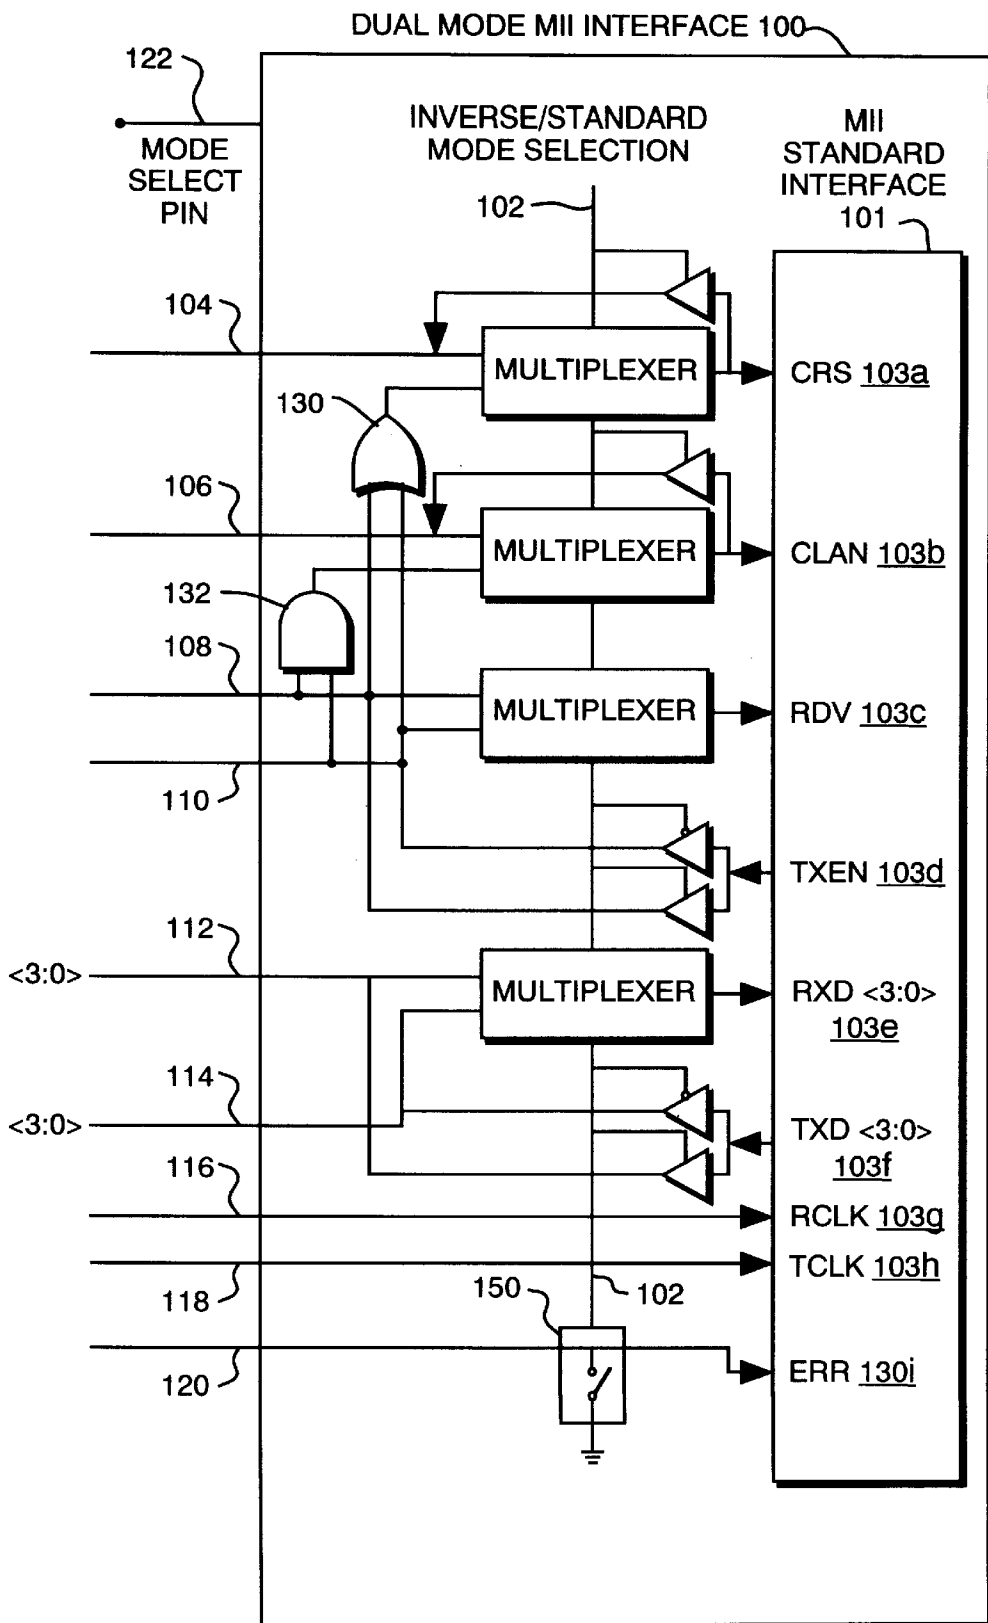 DUAL MODE MII INTERFACE 100
122
MODE
SELECT
PIN
INVERSE/STANDARD
MODE SELECTION
102
MII
STANDARD
INTERFACE
101
104
MULTIPLEXER
CRS 103a
130
106
MULTIPLEXER
CLAN 103b
132
108
MULTIPLEXER
RDV 103c
110
TXEN 103d
112
<3:0>
MULTIPLEXER
RXD <3:0>
103e
114
<3:0>
TXD <3:0>
103f
116
RCLK 103g
TCLK 103h
118
150
102
120
ERR 130i